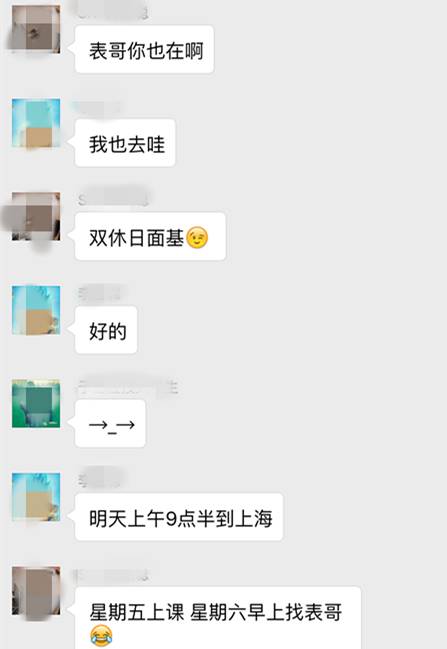 表哥你也在啊
我也去哇
双休日面基😉
好的
→_→
明天上午9点半到上海
星期五上课 星期六早上找表哥
😂